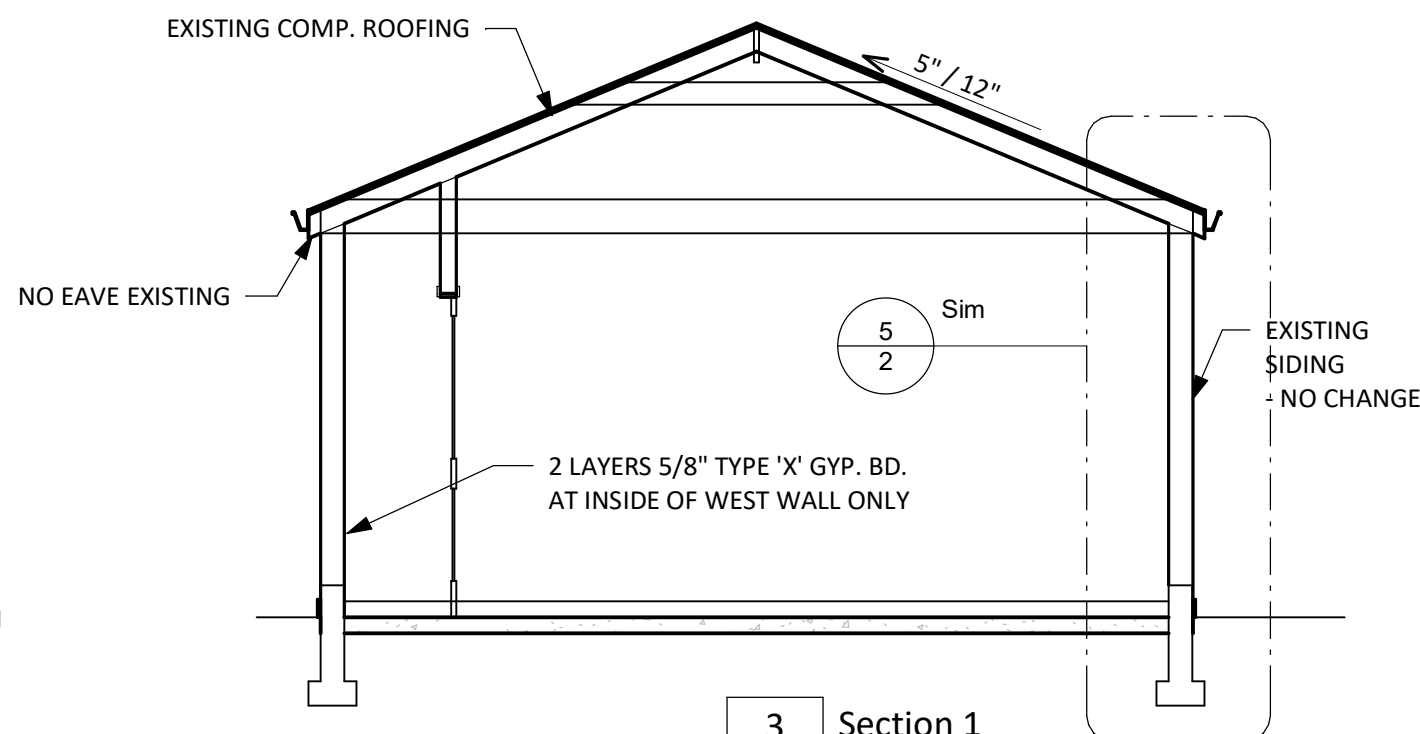 EXISTING COMP. ROOFING
5" / 12"
NO EAVE EXISTING
5
2
Sim
EXISTING
SIDING
- NO CHANGE
2 LAYERS 5/8" TYPE 'X' GYP. BD.
AT INSIDE OF WEST WALL ONLY
3
Section 1